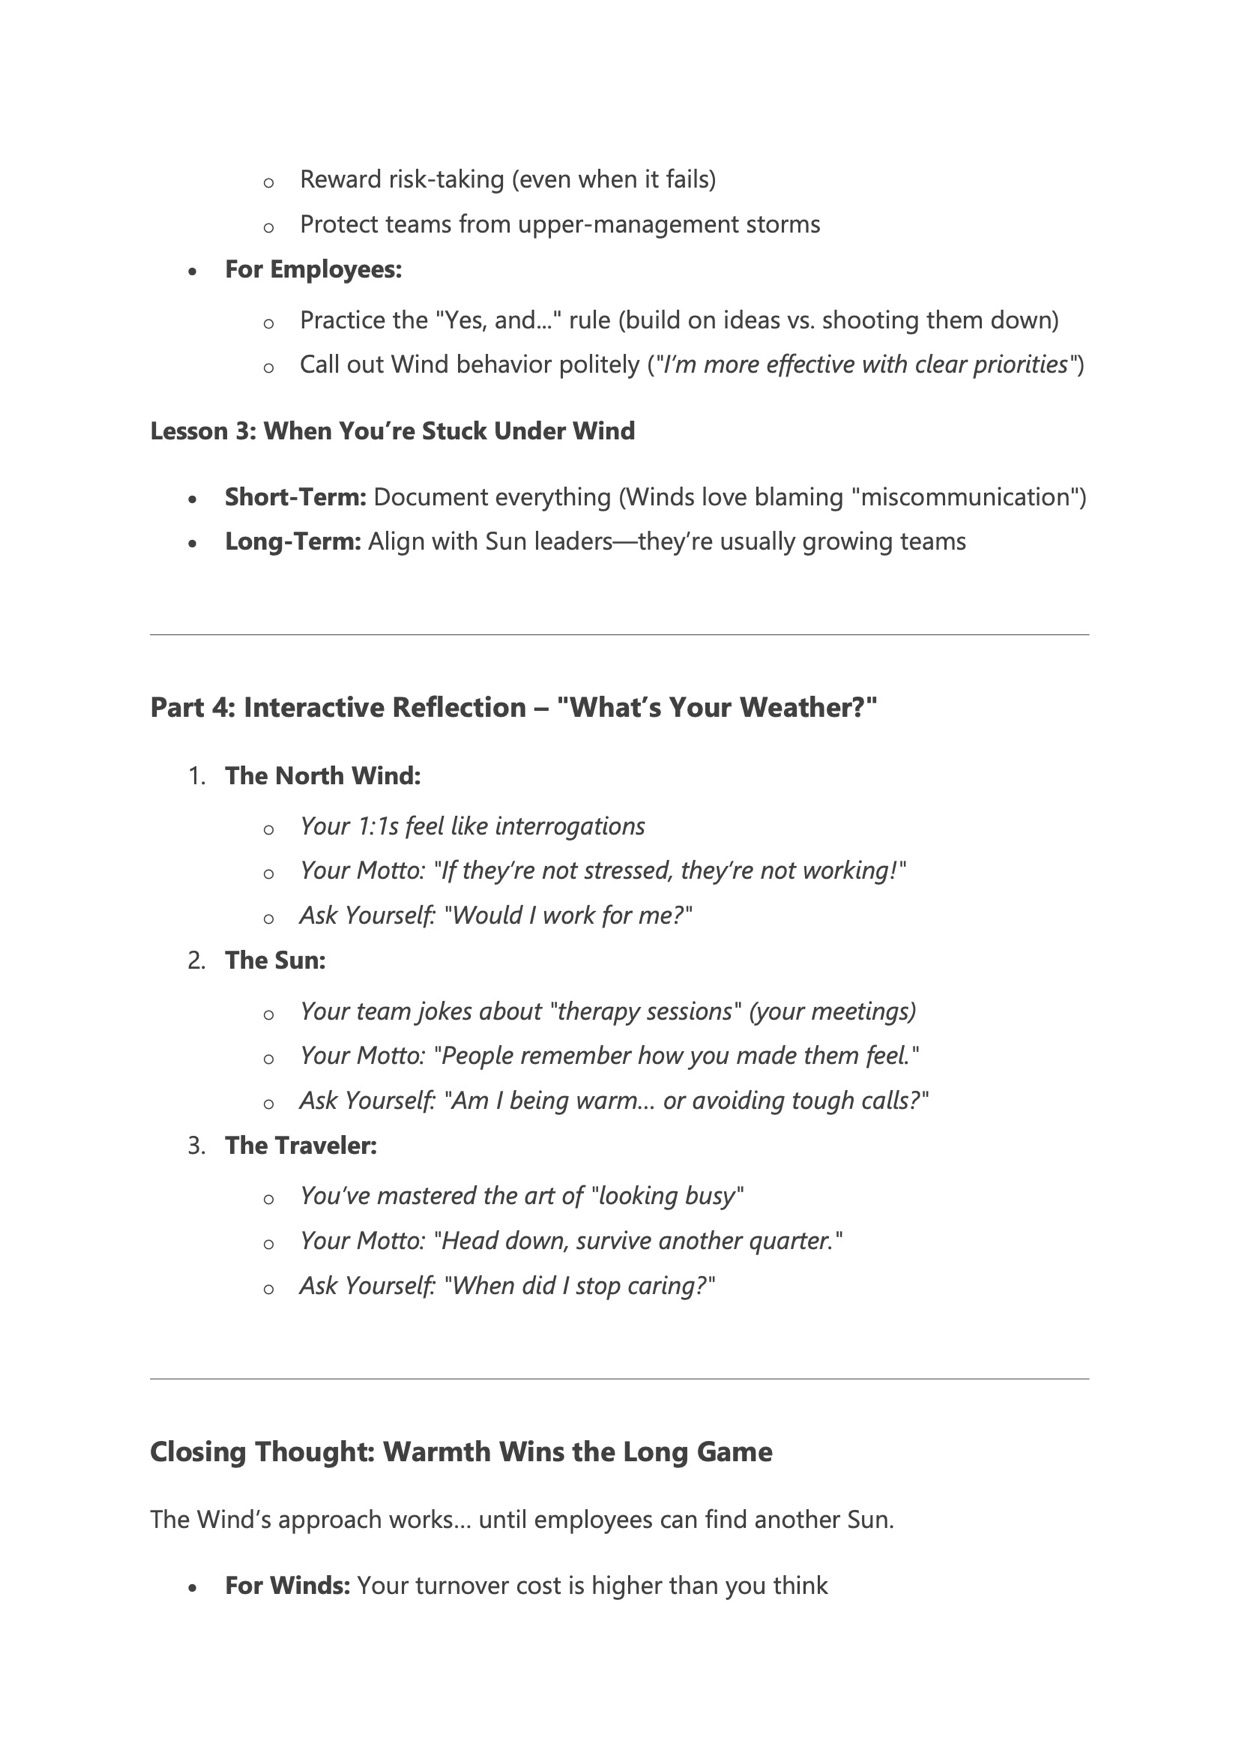 ○ Reward risk-taking (even when it fails)
○ Protect teams from upper-management storms
• For Employees:
○ Practice the "Yes, and..." rule (build on ideas vs. shooting them down)
○ Call out Wind behavior politely ("I’m more effective with clear priorities")
Lesson 3: When You’re Stuck Under Wind
• Short-Term: Document everything (Winds love blaming "miscommunication")
• Long-Term: Align with Sun leaders—they’re usually growing teams
Part 4: Interactive Reflection – "What’s Your Weather?"
1. The North Wind:
○ Your 1:1s feel like interrogations
○ Your Motto: "If they’re not stressed, they’re not working!"
○ Ask Yourself: "Would I work for me?"
2. The Sun:
○ Your team jokes about "therapy sessions" (your meetings)
○ Your Motto: "People remember how you made them feel."
○ Ask Yourself: "Am I being warm... or avoiding tough calls?"
3. The Traveler:
○ You’ve mastered the art of "looking busy"
○ Your Motto: "Head down, survive another quarter."
○ Ask Yourself: "When did I stop caring?"
Closing Thought: Warmth Wins the Long Game
The Wind’s approach works... until employees can find another Sun.
• For Winds: Your turnover cost is higher than you think